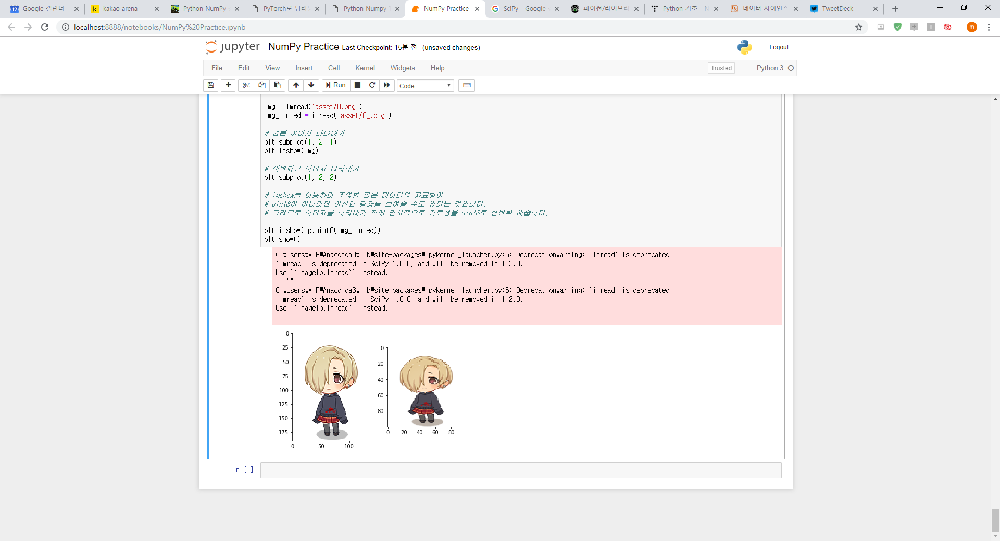 Google 캘린더 -
kakao arena
Python NumPy
PyTorch로 딥러
Python Numpy
NumPy Practice
SciPy - Google
파이썬/라이브러
Python 기초 - N
데이터 사이언스
TweetDeck
localhost:8888/notebooks/NumPy%20Practice.ipynb
jupyter NumPy Practice Last Checkpoint: 15분 전 (unsaved changes)
Logout
File Edit View Insert Cell Kernel Widgets Help
Trusted
Python 3
Run
Code
img = imread('asset/0.png')
img_tinted = imread('asset/0_.png')
# 원본 이미지 나타내기
plt.subplot(1, 2, 1)
plt.imshow(img)
# 색변화된 이미지 나타내기
plt.subplot(1, 2, 2)
# imshow를 이용하며 주의할 점은 데이터의 자료형이
# uint8이 아니라면 이상한 결과를 보여줄 수도 있다는 것입니다.
# 그러므로 이미지를 나타내기 전에 명시적으로 자료형을 uint8로 형변환 해줍니다.
plt.imshow(np.uint8(img_tinted))
plt.show()
C:₩Users₩VIP₩Anaconda3₩lib₩site-packages₩ipykernel_launcher.py:5: DeprecationWarning: `imread` is deprecated!
`imread` is deprecated in SciPy 1.0.0, and will be removed in 1.2.0.
Use ``imageio.imread`` instead.
"""
C:₩Users₩VIP₩Anaconda3₩lib₩site-packages₩ipykernel_launcher.py:6: DeprecationWarning: `imread` is deprecated!
`imread` is deprecated in SciPy 1.0.0, and will be removed in 1.2.0.
Use ``imageio.imread`` instead.
0
25
50
75
100
125
150
175
0 50 100
0
20
40
60
80
0 20 40 60 80
In [ ]: